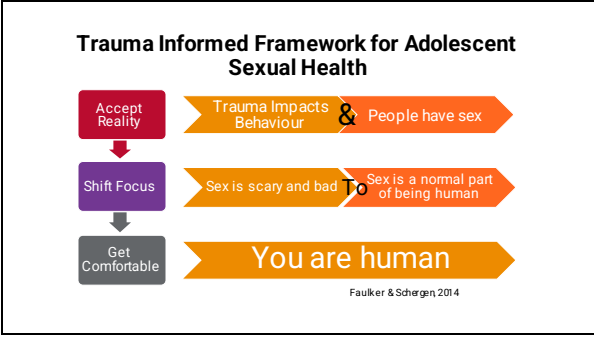 Trauma Informed Framework for Adolescent
Sexual Health
Accept
Reality
Trauma Impacts
Behaviour
&
People have sex
Shift Focus
Sex is scary and bad
To
Sex is a normal part
of being human
Get
Comfortable
You are human
Faulker & Schergen, 2014